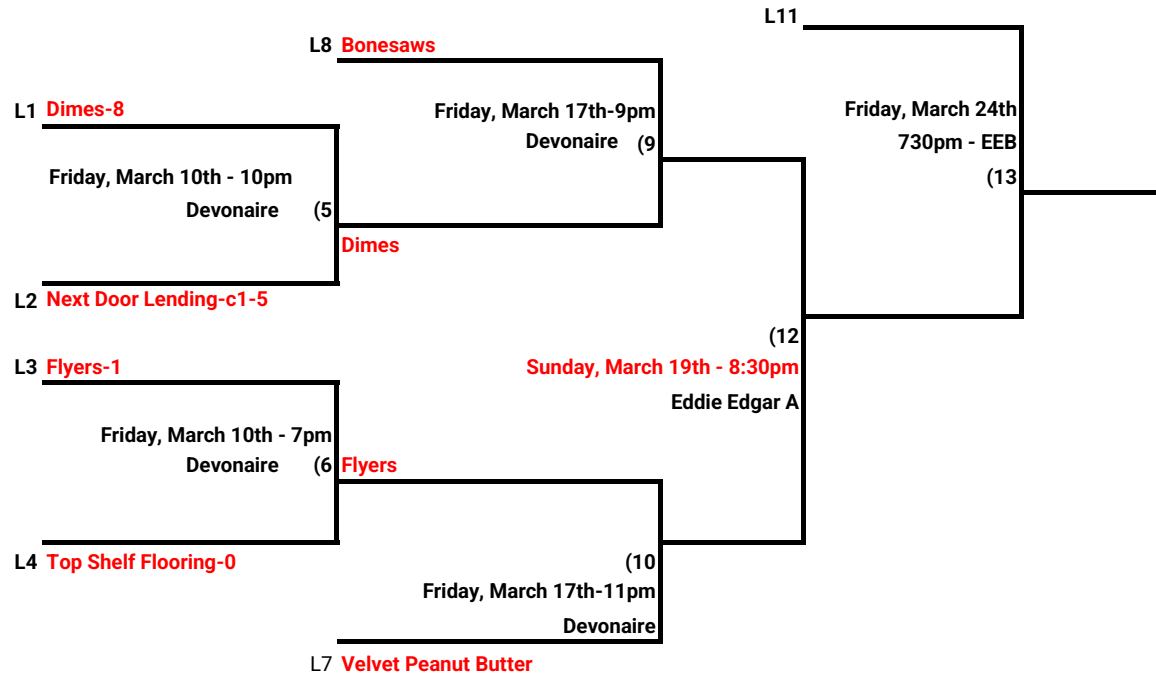 L11
L8 Bonesaws
L1 Dimes-8
Friday, March 17th-9pm
Devonaire (9
Friday, March 24th
730pm - EEB
(13
Friday, March 10th - 10pm
Devonaire (5
Dimes
L2 Next Door Lending-c1-5
(12
L3 Flyers-1
Sunday, March 19th - 8:30pm
Eddie Edgar A
Friday, March 10th - 7pm
Devonaire (6 Flyers
L4 Top Shelf Flooring-0
(10
Friday, March 17th-11pm
Devonaire
L7 Velvet Peanut Butter